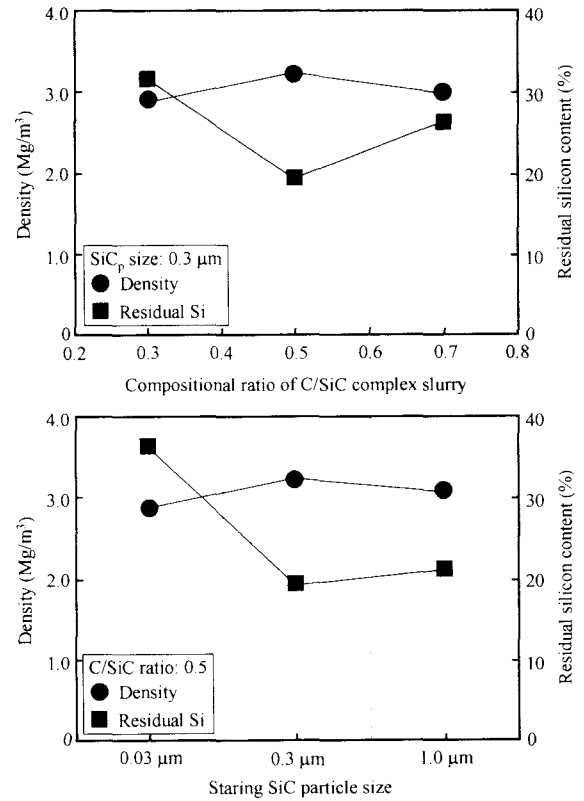 4.0
40
3.0
30
2.0
20
1.0
10
0
0
Density (Mg/m³)
Residual silicon content (%)
SiCp size: 0.3 μm
Density
Residual Si
0.2 0.3 0.4 0.5 0.6 0.7 0.8
Compositional ratio of C/SiC complex slurry
4.0
40
3.0
30
2.0
20
1.0
10
0
0
Density (Mg/m³)
Residual silicon content (%)
C/SiC ratio: 0.5
Density
Residual Si
0.03 μm 0.3 μm 1.0 μm
Staring SiC particle size